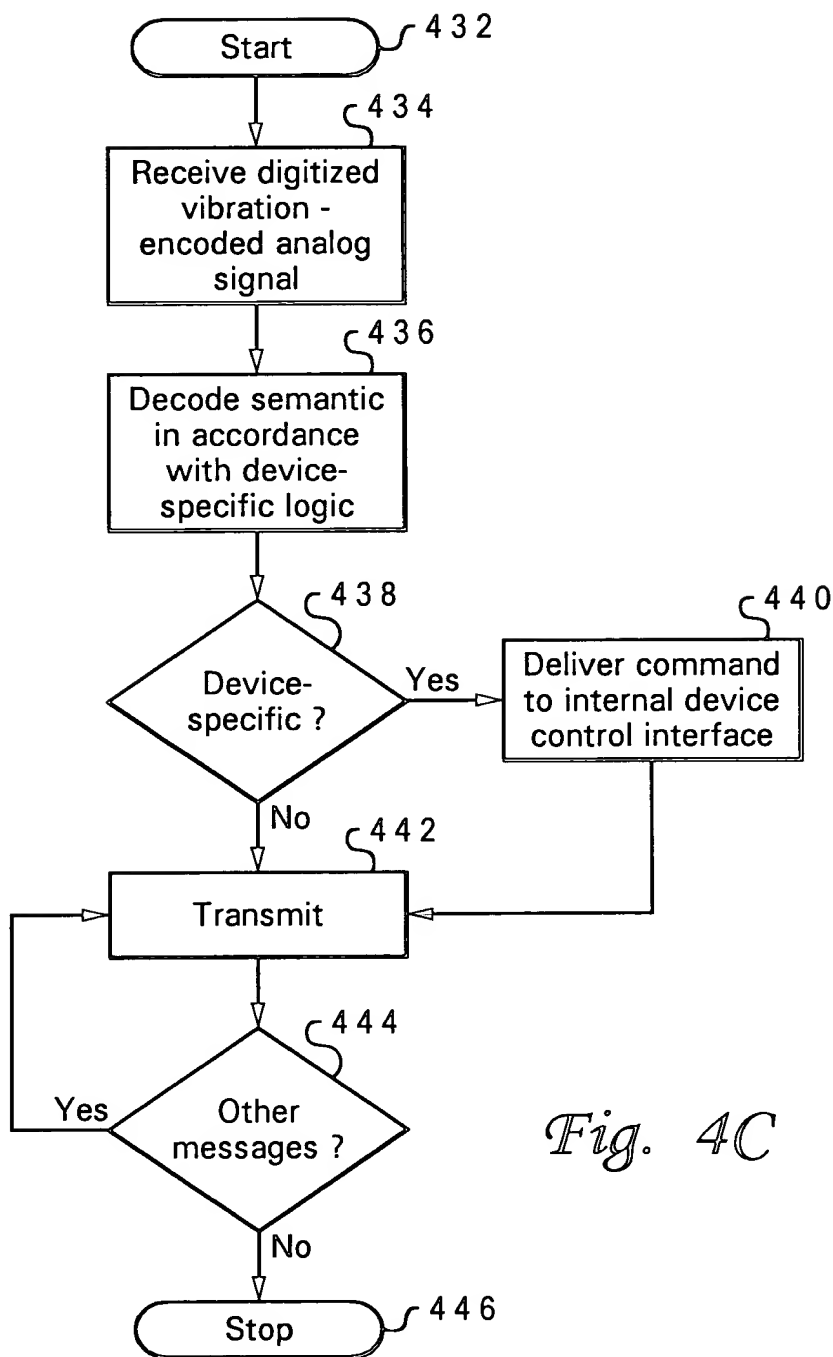 Start
432
434
Receive digitized
vibration -
encoded analog
signal
436
Decode semantic
in accordance
with device-
specific logic
438
Device-
specific ?
Yes
440
Deliver command
to internal device
control interface
No
442
Transmit
444
Other
messages ?
Yes
No
Stop
446
Fig. 4C